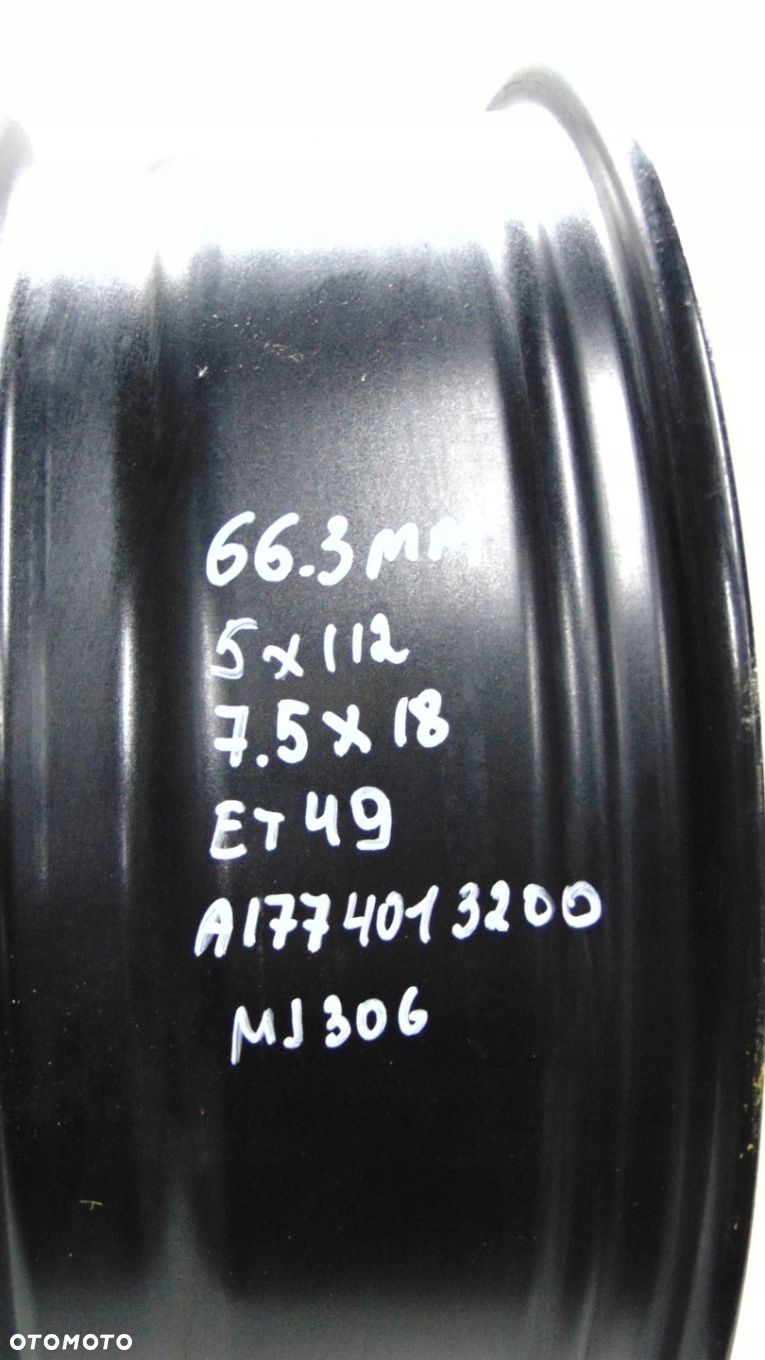 66.3MM
5x112
7.5x18
ET49
A1774013200
MJ306
OTOMOTO